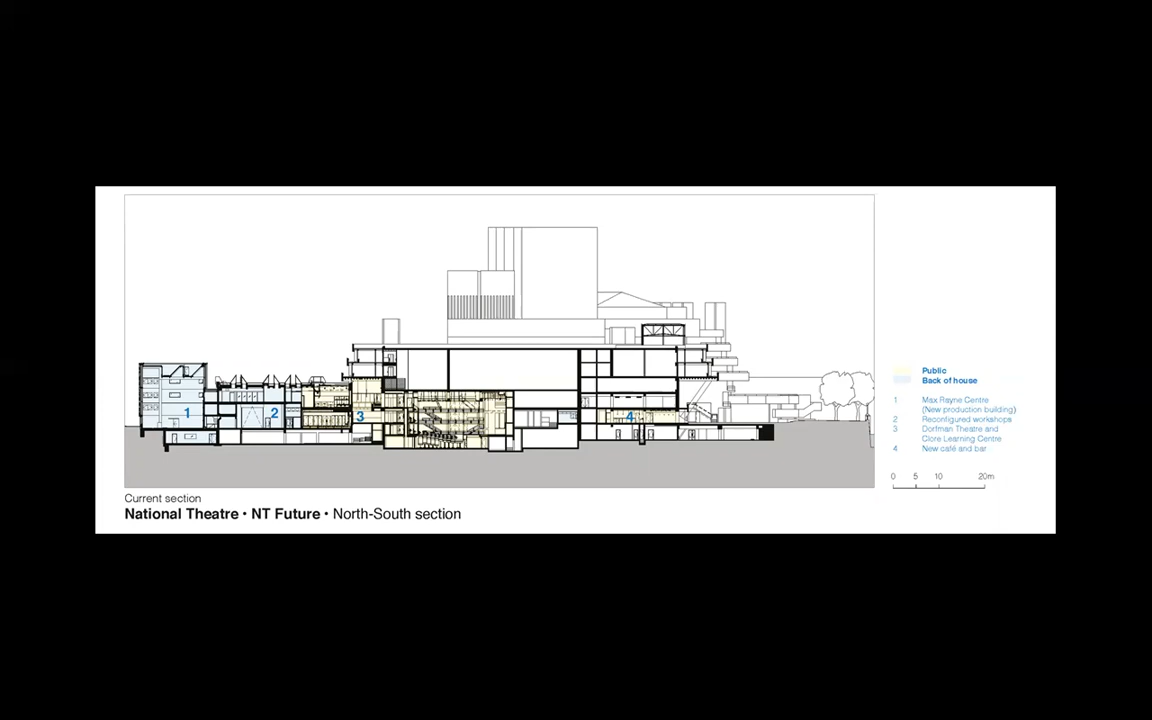 1
2
3
4
Public
Back of house
1 Max Rayne Centre
(New production building)
2 Reconfigured workshops
3 Dorfman Theatre and
Clore Learning Centre
4 New café and bar
0 5 10 20m
Current section
National Theatre • NT Future • North-South section